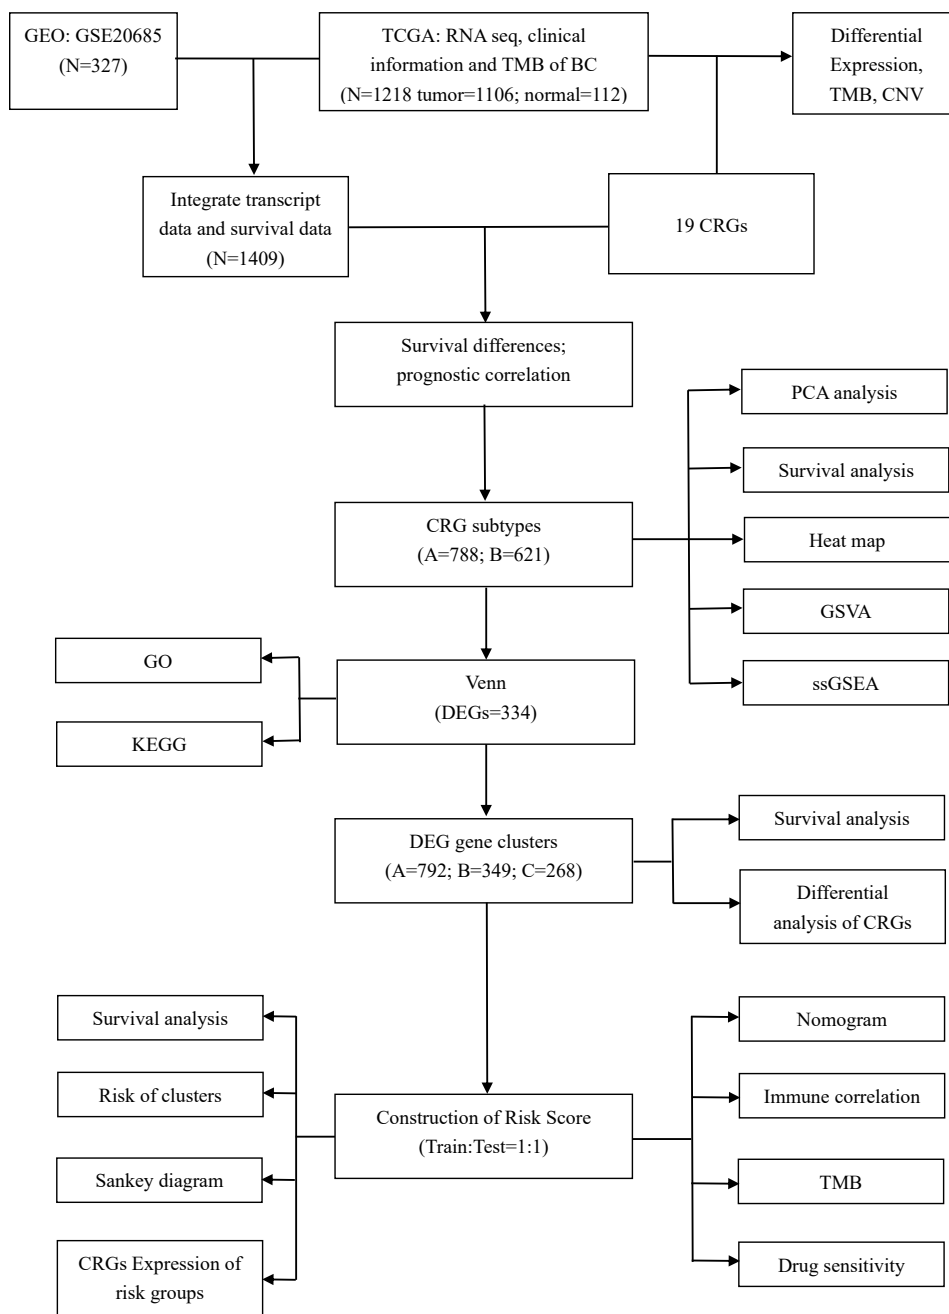 GEO: GSE20685
(N=327)
TCGA: RNA seq, clinical
information and TMB of BC
(N=1218 tumor=1106; normal=112)
Differential
Expression,
TMB, CNV
Integrate transcript
data and survival data
(N=1409)
19 CRGs
Survival differences;
prognostic correlation
PCA analysis
Survival analysis
CRG subtypes
(A=788; B=621)
Heat map
GSVA
ssGSEA
GO
KEGG
Venn
(DEGs=334)
DEG gene clusters
(A=792; B=349; C=268)
Survival analysis
Differential
analysis of CRGs
Survival analysis
Risk of clusters
Sankey diagram
CRGs Expression of
risk groups
Construction of Risk Score
(Train:Test=1:1)
Nomogram
Immune correlation
TMB
Drug sensitivity